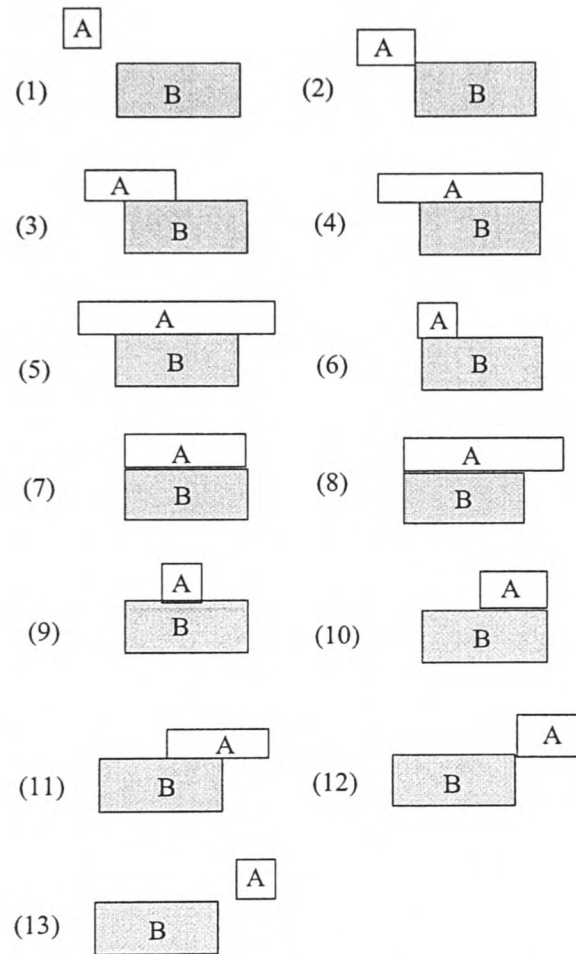 A
(1) B
A
(2) B
A
(3) B
A
(4) B
A
(5) B
A
(6) B
A
(7) B
A
(8) B
A
(9) B
A
(10) B
A
(11) B
A
(12) B
A
(13) B